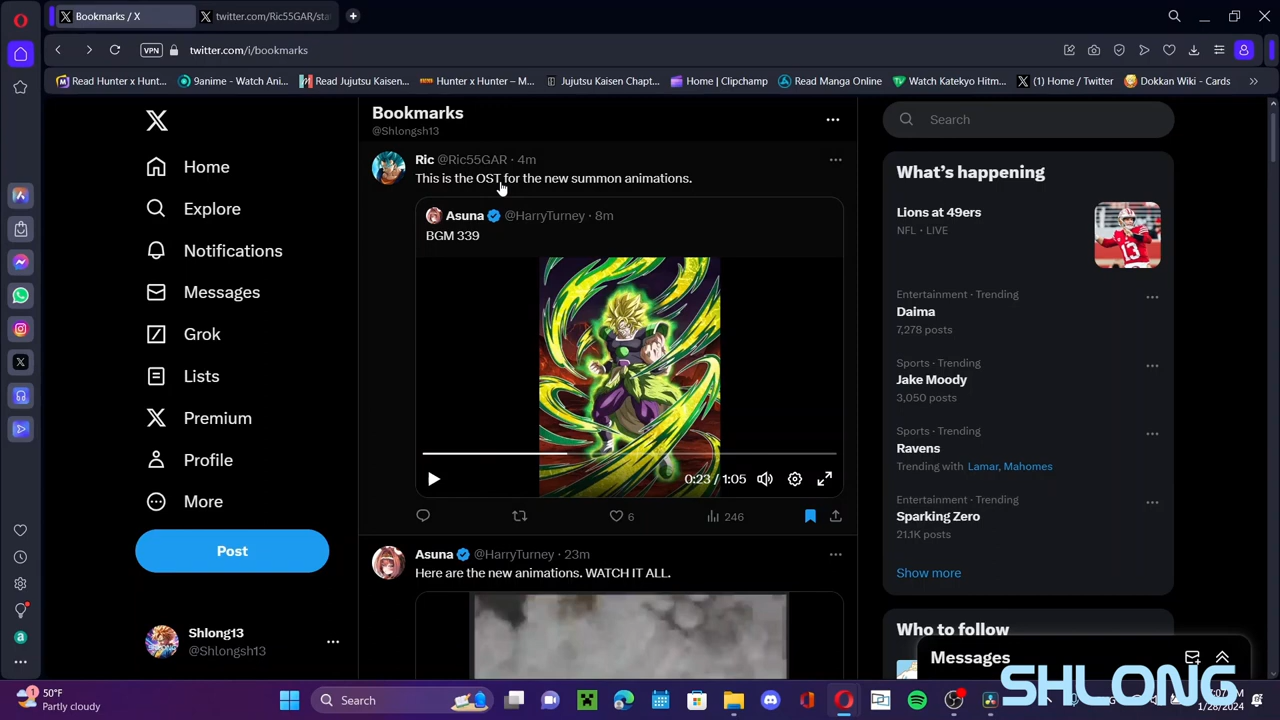 Bookmarks / X
twitter.com/Ric55GAR/sta
VPN
twitter.com/i/bookmarks
Read Hunter x Hunt...
9anime - Watch Ani...
Read Jujutsu Kaisen...
Hunter x Hunter – M...
Jujutsu Kaisen Chapt...
Home | Clipchamp
Read Manga Online
Watch Katekyo Hitm...
(1) Home / Twitter
Dokkan Wiki - Cards
Home
Explore
Notifications
Messages
Grok
Lists
Premium
Profile
More
Post
Shlong13
@Shlongsh13
Bookmarks
@Shlongsh13
Ric @Ric55GAR · 4m
This is the OST for the new summon animations.
Asuna @HarryTurney · 8m
BGM 339
0:23 / 1:05
6
246
Asuna @HarryTurney · 23m
Here are the new animations. WATCH IT ALL.
Search
What's happening
Lions at 49ers
NFL · LIVE
Entertainment · Trending
Daima
7,278 posts
Sports · Trending
Jake Moody
3,050 posts
Sports · Trending
Ravens
Trending with Lamar, Mahomes
Entertainment · Trending
Sparking Zero
21.1K posts
Show more
Who to follow
Messages
SHLONG
1
50°F
Partly cloudy
Search
1/28/2024